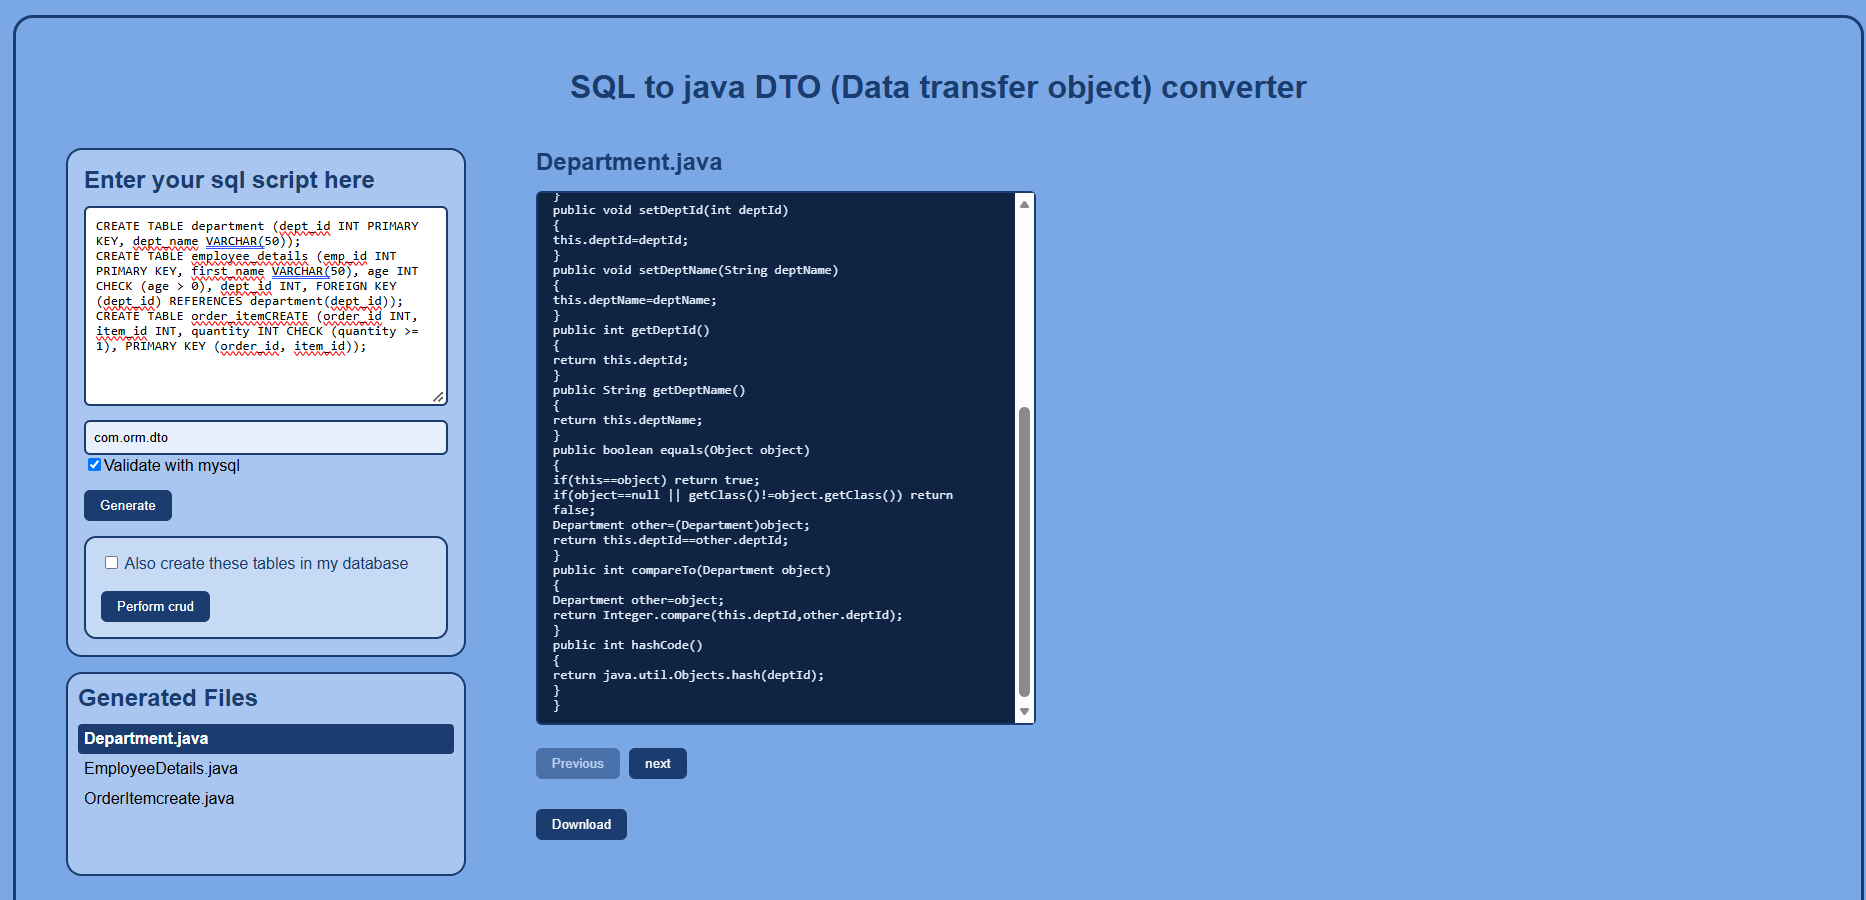 SQL to java DTO (Data transfer object) converter
Enter your sql script here
CREATE TABLE department (dept_id INT PRIMARY
KEY, dept_name VARCHAR(50));
CREATE TABLE employee_details (emp_id INT
PRIMARY KEY, first_name VARCHAR(50), age INT
CHECK (age > 0), dept_id INT, FOREIGN KEY
(dept_id) REFERENCES department(dept_id));
CREATE TABLE order_itemCREATE (order_id INT,
item_id INT, quantity INT CHECK (quantity >=
1), PRIMARY KEY (order_id, item_id));
com.orm.dto
Validate with mysql
Generate
Also create these tables in my database
Perform crud
Generated Files
Department.java
EmployeeDetails.java
OrderItemcreate.java
Department.java
}
public void setDeptId(int deptId)
{
this.deptId=deptId;
}
public void setDeptName(String deptName)
{
this.deptName=deptName;
}
public int getDeptId()
{
return this.deptId;
}
public String getDeptName()
{
return this.deptName;
}
public boolean equals(Object object)
{
if(this==object) return true;
if(object==null || getClass()!=object.getClass()) return
false;
Department other=(Department)object;
return this.deptId==other.deptId;
}
public int compareTo(Department object)
{
Department other=object;
return Integer.compare(this.deptId,other.deptId);
}
public int hashCode()
{
return java.util.Objects.hash(deptId);
}
}
Previous
next
Download